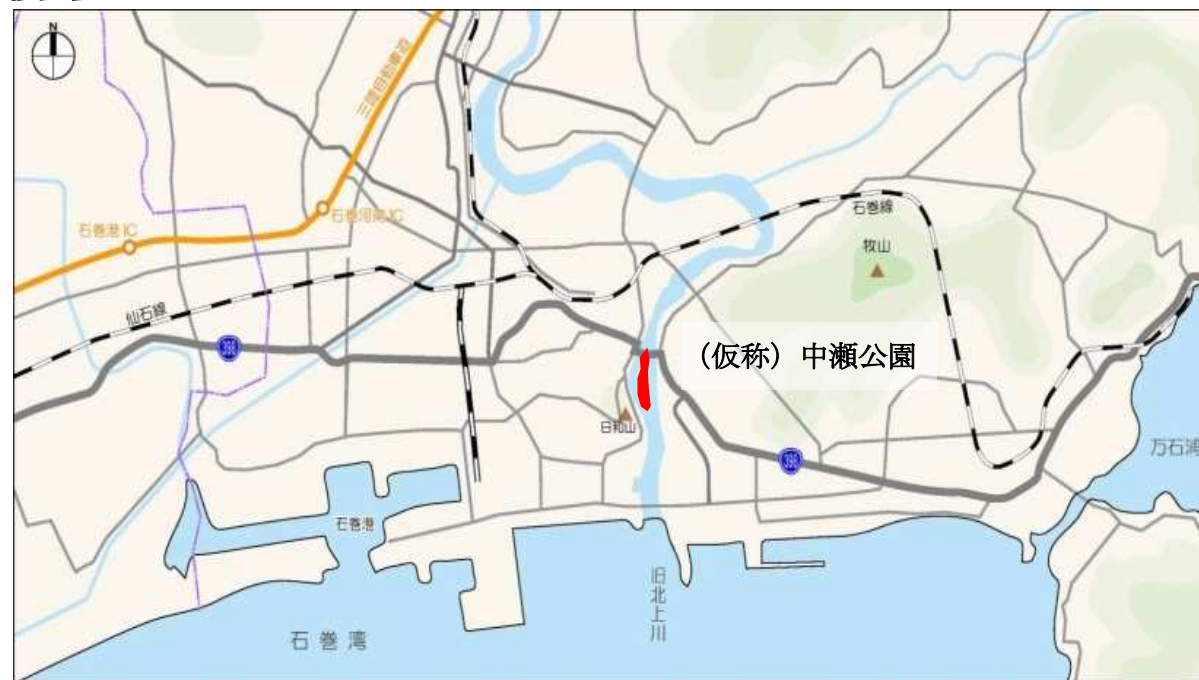 N
三陸自動車道
石巻河南IC
石巻港IC
石巻線
牧山
仙石線
398
(仮称)中瀬公園
日和山
398
万石浦
石巻港
旧北上川
石巻湾